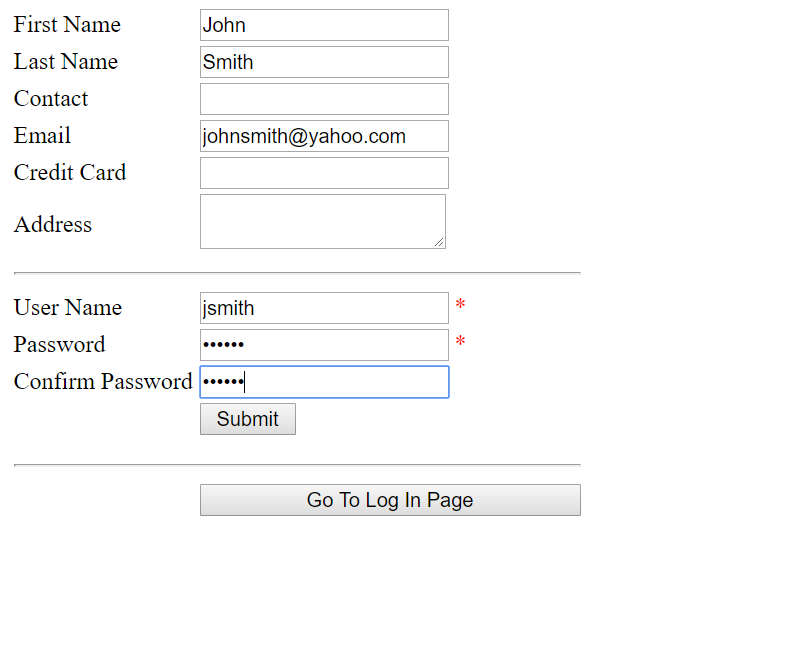 First Name John
Last Name Smith
Contact
Email johnsmith@yahoo.com
Credit Card
Address
User Name jsmith *
Password •••••• *
Confirm Password ••••••
Submit
Go To Log In Page